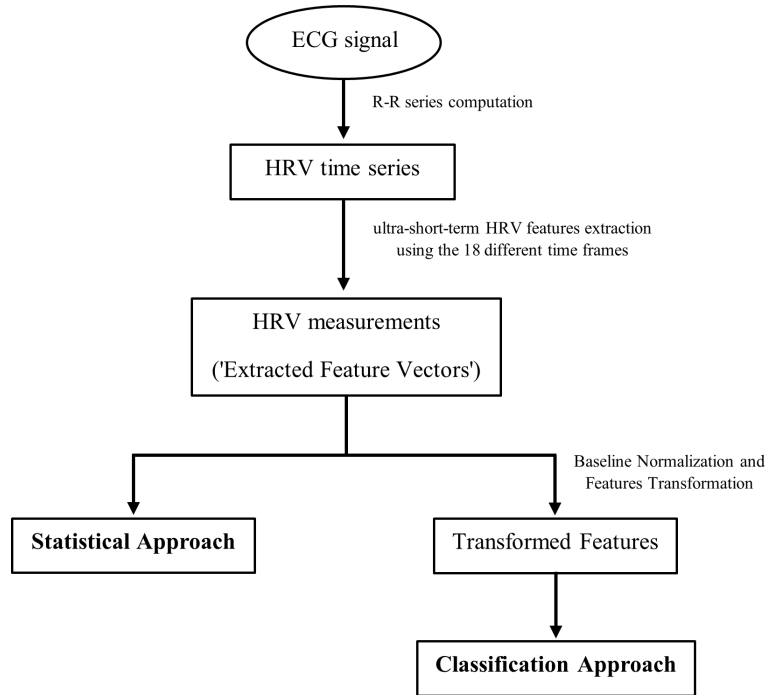 ECG signal
R-R series computation
HRV time series
ultra-short-term HRV features extraction
using the 18 different time frames
HRV measurements
('Extracted Feature Vectors')
Baseline Normalization and
Features Transformation
Statistical Approach
Transformed Features
Classification Approach